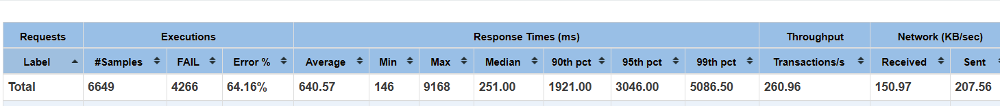 Requests Executions Response Times (ms) Throughput Network (KB/sec)
Label #Samples FAIL Error % Average Min Max Median 90th pct 95th pct 99th pct Transactions/s Received Sent
Total 6649 4266 64.16% 640.57 146 9168 251.00 1921.00 3046.00 5086.50 260.96 150.97 207.56